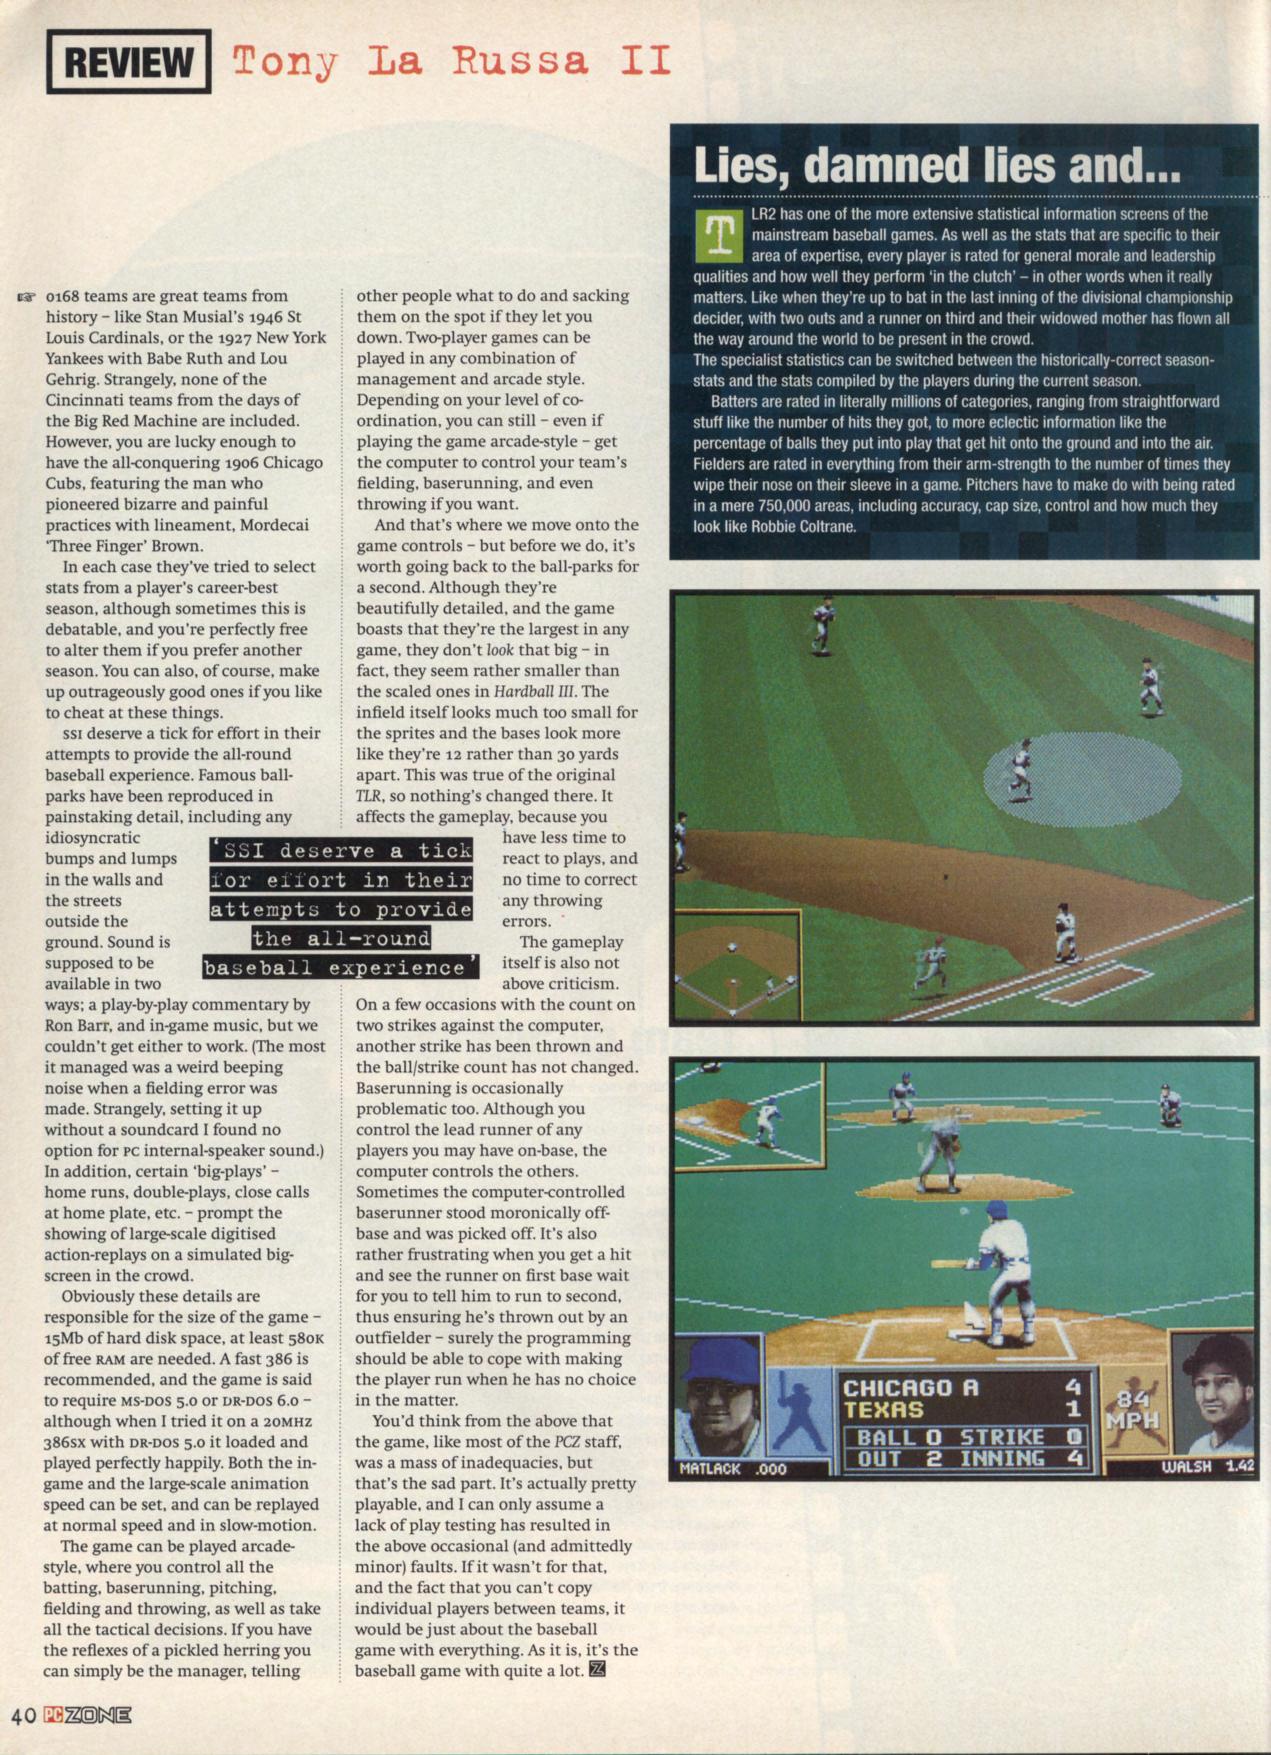 REVIEW Tony La Russa II
☞ 0168 teams are great teams from
history – like Stan Musial's 1946 St
Louis Cardinals, or the 1927 New York
Yankees with Babe Ruth and Lou
Gehrig. Strangely, none of the
Cincinnati teams from the days of
the Big Red Machine are included.
However, you are lucky enough to
have the all-conquering 1906 Chicago
Cubs, featuring the man who
pioneered bizarre and painful
practices with lineament, Mordecai
'Three Finger' Brown.
In each case they've tried to select
stats from a player's career-best
season, although sometimes this is
debatable, and you're perfectly free
to alter them if you prefer another
season. You can also, of course, make
up outrageously good ones if you like
to cheat at these things.
SSI deserve a tick for effort in their
attempts to provide the all-round
baseball experience. Famous ball-
parks have been reproduced in
painstaking detail, including any
idiosyncratic
bumps and lumps
in the walls and
the streets
outside the
ground. Sound is
supposed to be
available in two
ways; a play-by-play commentary by
Ron Barr, and in-game music, but we
couldn't get either to work. (The most
it managed was a weird beeping
noise when a fielding error was
made. Strangely, setting it up
without a soundcard I found no
option for PC internal-speaker sound.)
In addition, certain 'big-plays' –
home runs, double-plays, close calls
at home plate, etc. – prompt the
showing of large-scale digitised
action-replays on a simulated big-
screen in the crowd.
Obviously these details are
responsible for the size of the game –
15Mb of hard disk space, at least 580K
of free RAM are needed. A fast 386 is
recommended, and the game is said
to require MS-DOS 5.0 or DR-DOS 6.0 –
although when I tried it on a 20MHZ
386SX with DR-DOS 5.0 it loaded and
played perfectly happily. Both the in-
game and the large-scale animation
speed can be set, and can be replayed
at normal speed and in slow-motion.
The game can be played arcade-
style, where you control all the
batting, baserunning, pitching,
fielding and throwing, as well as take
all the tactical decisions. If you have
the reflexes of a pickled herring you
can simply be the manager, telling
other people what to do and sacking
them on the spot if they let you
down. Two-player games can be
played in any combination of
management and arcade style.
Depending on your level of co-
ordination, you can still – even if
playing the game arcade-style – get
the computer to control your team's
fielding, baserunning, and even
throwing if you want.
And that's where we move onto the
game controls – but before we do, it's
worth going back to the ball-parks for
a second. Although they're
beautifully detailed, and the game
boasts that they're the largest in any
game, they don't look that big – in
fact, they seem rather smaller than
the scaled ones in Hardball III. The
infield itself looks much too small for
the sprites and the bases look more
like they're 12 rather than 30 yards
apart. This was true of the original
TLR, so nothing's changed there. It
affects the gameplay, because you
have less time to
react to plays, and
no time to correct
any throwing
errors.
The gameplay
itself is also not
above criticism.
On a few occasions with the count on
two strikes against the computer,
another strike has been thrown and
the ball/strike count has not changed.
Baserunning is occasionally
problematic too. Although you
control the lead runner of any
players you may have on-base, the
computer controls the others.
Sometimes the computer-controlled
baserunner stood moronically off-
base and was picked off. It's also
rather frustrating when you get a hit
and see the runner on first base wait
for you to tell him to run to second,
thus ensuring he's thrown out by an
outfielder – surely the programming
should be able to cope with making
the player run when he has no choice
in the matter.
You'd think from the above that
the game, like most of the PCZ staff,
was a mass of inadequacies, but
that's the sad part. It's actually pretty
playable, and I can only assume a
lack of play testing has resulted in
the above occasional (and admittedly
minor) faults. If it wasn't for that,
and the fact that you can't copy
individual players between teams, it
would be just about the baseball
game with everything. As it is, it's the
baseball game with quite a lot. Z
'SSI deserve a tick
for effort in their
attempts to provide
the all-round
baseball experience'
Lies, damned lies and...
TLR2 has one of the more extensive statistical information screens of the
mainstream baseball games. As well as the stats that are specific to their
area of expertise, every player is rated for general morale and leadership
qualities and how well they perform 'in the clutch' – in other words when it really
matters. Like when they're up to bat in the last inning of the divisional championship
decider, with two outs and a runner on third and their widowed mother has flown all
the way around the world to be present in the crowd.
The specialist statistics can be switched between the historically-correct season-
stats and the stats compiled by the players during the current season.
Batters are rated in literally millions of categories, ranging from straightforward
stuff like the number of hits they got, to more eclectic information like the
percentage of balls they put into play that get hit onto the ground and into the air.
Fielders are rated in everything from their arm-strength to the number of times they
wipe their nose on their sleeve in a game. Pitchers have to make do with being rated
in a mere 750,000 areas, including accuracy, cap size, control and how much they
look like Robbie Coltrane.
CHICAGO A 4
TEXAS 1
BALL 0 STRIKE 0
OUT 2 INNING 4
84
MPH
MATLACK .000
WALSH 1.42
40 PC ZONE